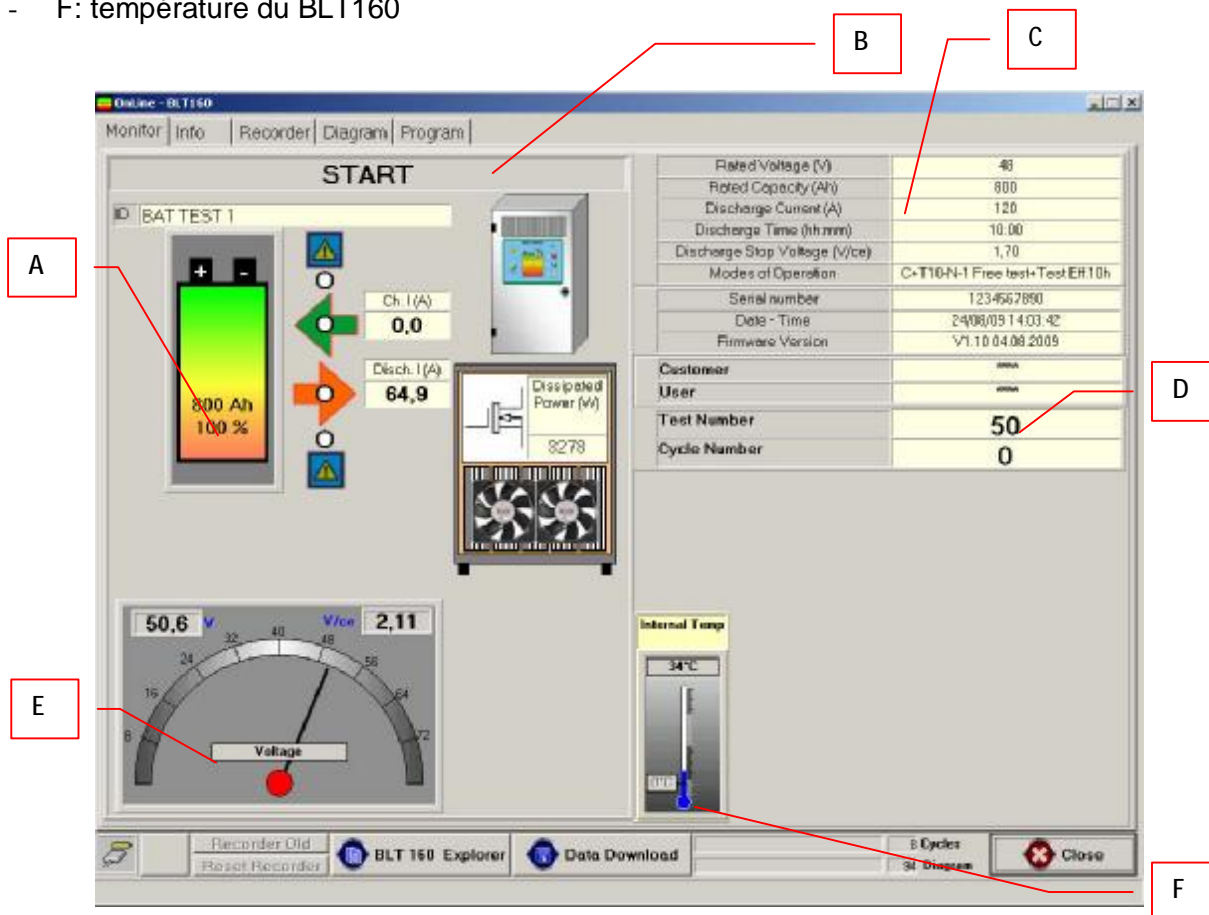 - F: température du BLT160
B
C
OnLine - BLT160
Monitor Info Recorder Diagram Program
START
ID BAT TEST 1
A
+ -
Ch. I (A)
0,0
Disch. I (A)
64,9
800 Ah
100 %
Dissipated
Power (W)
3278
Rated Voltage (V) 48
Rated Capacity (Ah) 800
Discharge Current (A) 120
Discharge Time (hh:mm) 10:00
Discharge Stop Voltage (V/ce) 1,70
Modes of Operation C+T10-N-1 Free test+Test Eff.10h
Serial number 1234567890
Date - Time 24/08/09 14:03:42
Firmware Version V1.10 04.08.2009
Customer
User
Test Number 50
Cycle Number 0
D
50,6 V V/ce 2,11
8 16 24 32 40 48 56 64 72
Voltage
E
Internal Temp
34°C
0°C
Recorder Old
Reset Recorder
BLT 160 Explorer
Data Download
Cycles
94 Diagram
Close
F